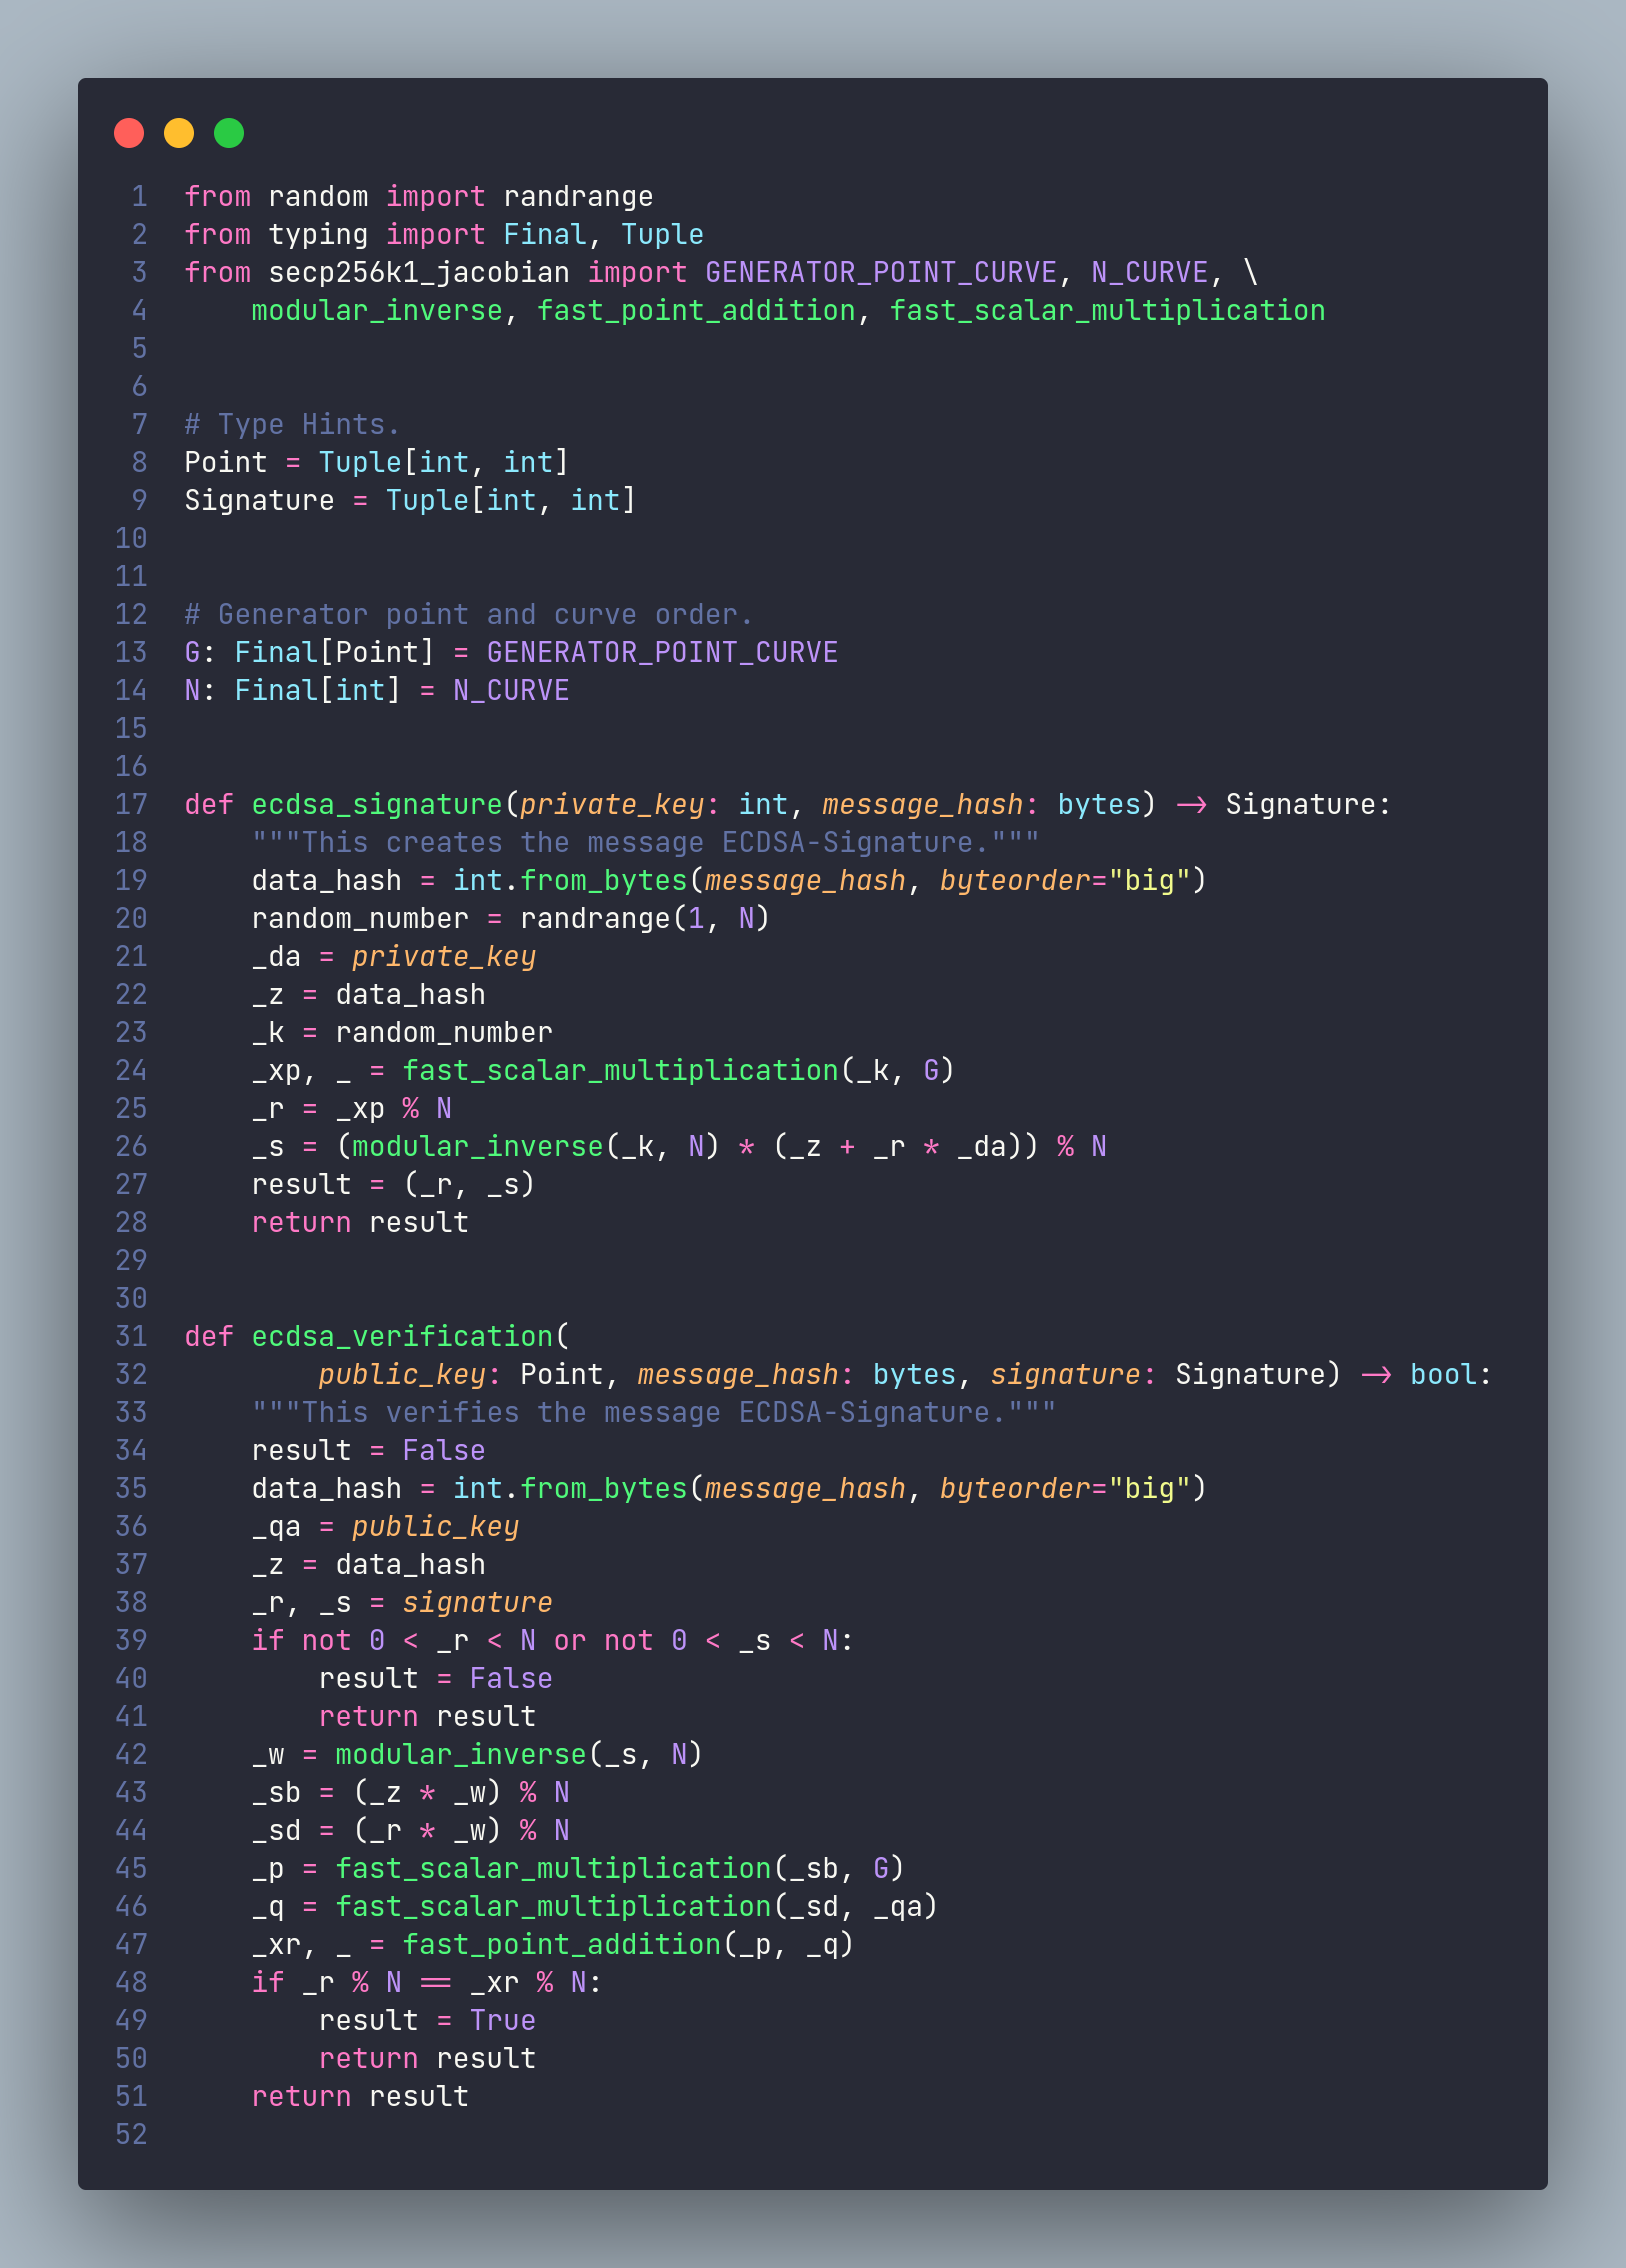 1 from random import randrange
2 from typing import Final, Tuple
3 from secp256k1_jacobian import GENERATOR_POINT_CURVE, N_CURVE, \
4     modular_inverse, fast_point_addition, fast_scalar_multiplication
5
6
7 # Type Hints.
8 Point = Tuple[int, int]
9 Signature = Tuple[int, int]
10
11
12 # Generator point and curve order.
13 G: Final[Point] = GENERATOR_POINT_CURVE
14 N: Final[int] = N_CURVE
15
16
17 def ecdsa_signature(private_key: int, message_hash: bytes) -> Signature:
18     """This creates the message ECDSA-Signature."""
19     data_hash = int.from_bytes(message_hash, byteorder="big")
20     random_number = randrange(1, N)
21     _da = private_key
22     _z = data_hash
23     _k = random_number
24     _xp, _ = fast_scalar_multiplication(_k, G)
25     _r = _xp % N
26     _s = (modular_inverse(_k, N) * (_z + _r * _da)) % N
27     result = (_r, _s)
28     return result
29
30
31 def ecdsa_verification(
32         public_key: Point, message_hash: bytes, signature: Signature) -> bool:
33     """This verifies the message ECDSA-Signature."""
34     result = False
35     data_hash = int.from_bytes(message_hash, byteorder="big")
36     _qa = public_key
37     _z = data_hash
38     _r, _s = signature
39     if not 0 < _r < N or not 0 < _s < N:
40         result = False
41         return result
42     _w = modular_inverse(_s, N)
43     _sb = (_z * _w) % N
44     _sd = (_r * _w) % N
45     _p = fast_scalar_multiplication(_sb, G)
46     _q = fast_scalar_multiplication(_sd, _qa)
47     _xr, _ = fast_point_addition(_p, _q)
48     if _r % N == _xr % N:
49         result = True
50         return result
51     return result
52